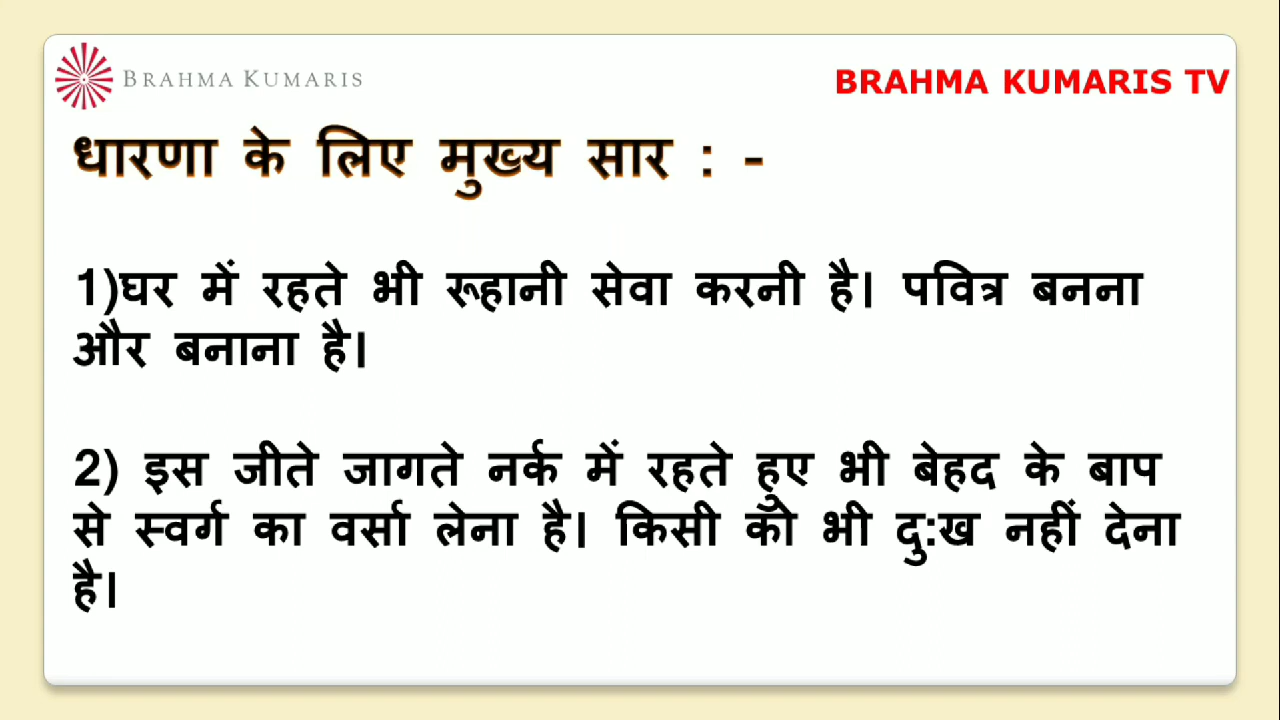 BRAHMA KUMARIS
BRAHMA KUMARIS TV
धारणा के लिए मुख्य सार : -
1)घर में रहते भी रूहानी सेवा करनी है। पवित्र बनना
और बनाना है।
2) इस जीते जागते नर्क में रहते हुए भी बेहद के बाप
से स्वर्ग का वर्सा लेना है। किसी को भी दु:ख नहीं देना
है।